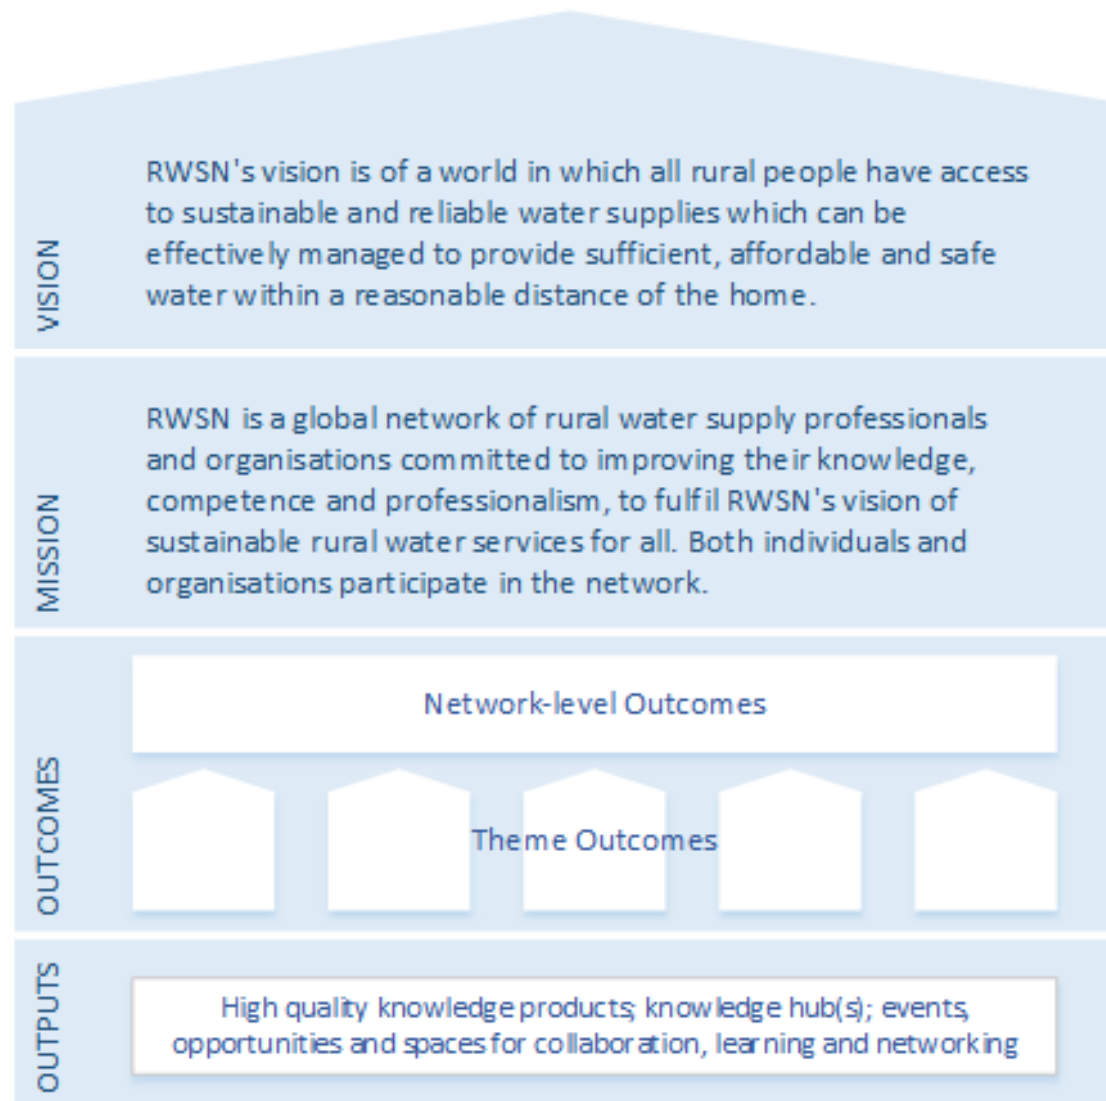 VISION
RWSN's vision is of a world in which all rural people have access
to sustainable and reliable water supplies which can be
effectively managed to provide sufficient, affordable and safe
water within a reasonable distance of the home.
MISSION
RWSN is a global network of rural water supply professionals
and organisations committed to improving their knowledge,
competence and professionalism, to fulfil RWSN's vision of
sustainable rural water services for all. Both individuals and
organisations participate in the network.
OUTCOMES
Network-level Outcomes
Theme Outcomes
OUTPUTS
High quality knowledge products; knowledge hub(s); events,
opportunities and spaces for collaboration, learning and networking